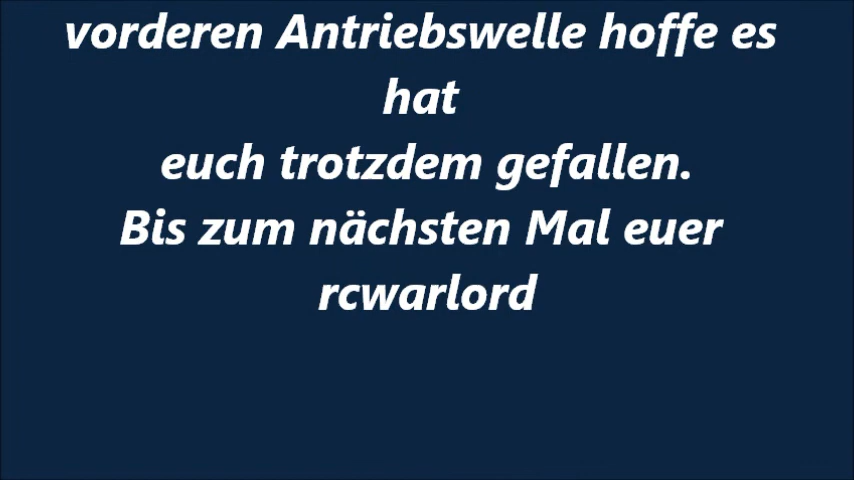 vorderen Antriebswelle hoffe es
hat
euch trotzdem gefallen.
Bis zum nächsten Mal euer
rcwarlord